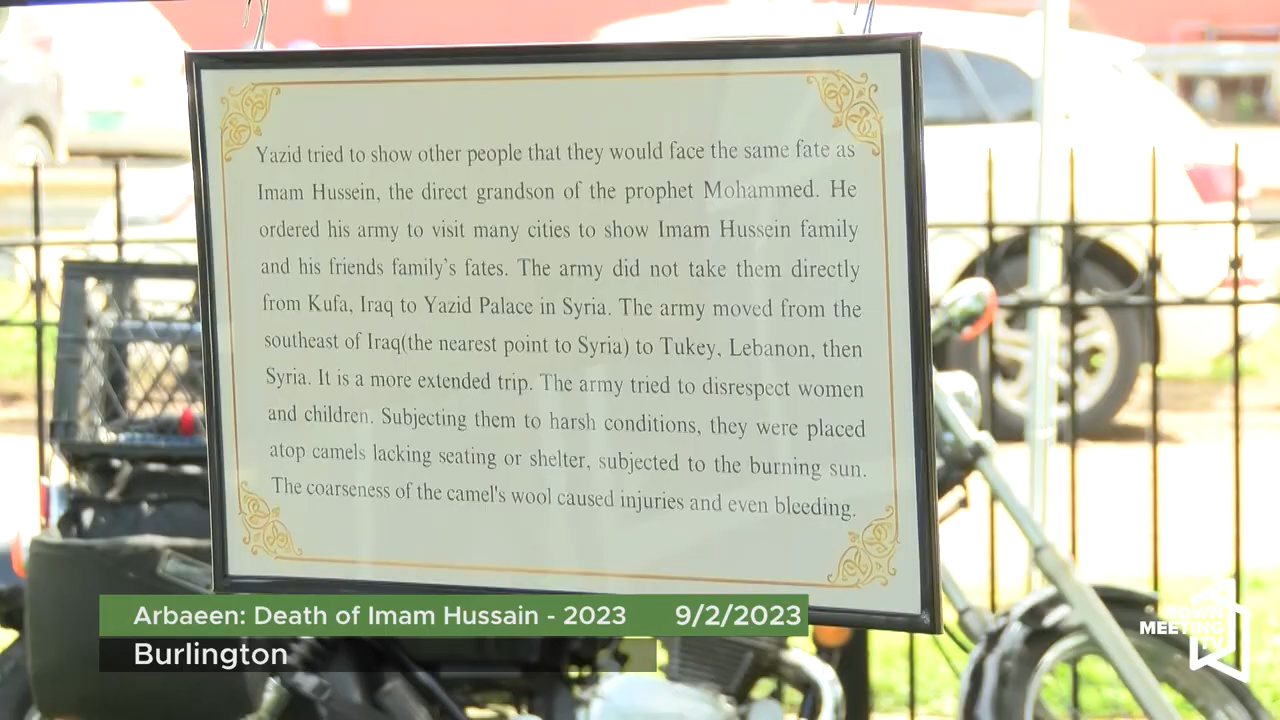 Yazid tried to show other people that they would face the same fate as
Imam Hussein, the direct grandson of the prophet Mohammed. He
ordered his army to visit many cities to show Imam Hussein family
and his friends family's fates. The army did not take them directly
from Kufa, Iraq to Yazid Palace in Syria. The army moved from the
southeast of Iraq(the nearest point to Syria) to Tukey, Lebanon, then
Syria. It is a more extended trip. The army tried to disrespect women
and children. Subjecting them to harsh conditions, they were placed
atop camels lacking seating or shelter, subjected to the burning sun.
The coarseness of the camel's wool caused injuries and even bleeding.
Arbaeen: Death of Imam Hussain - 2023 9/2/2023
Burlington
TOWN
MEETING
TV